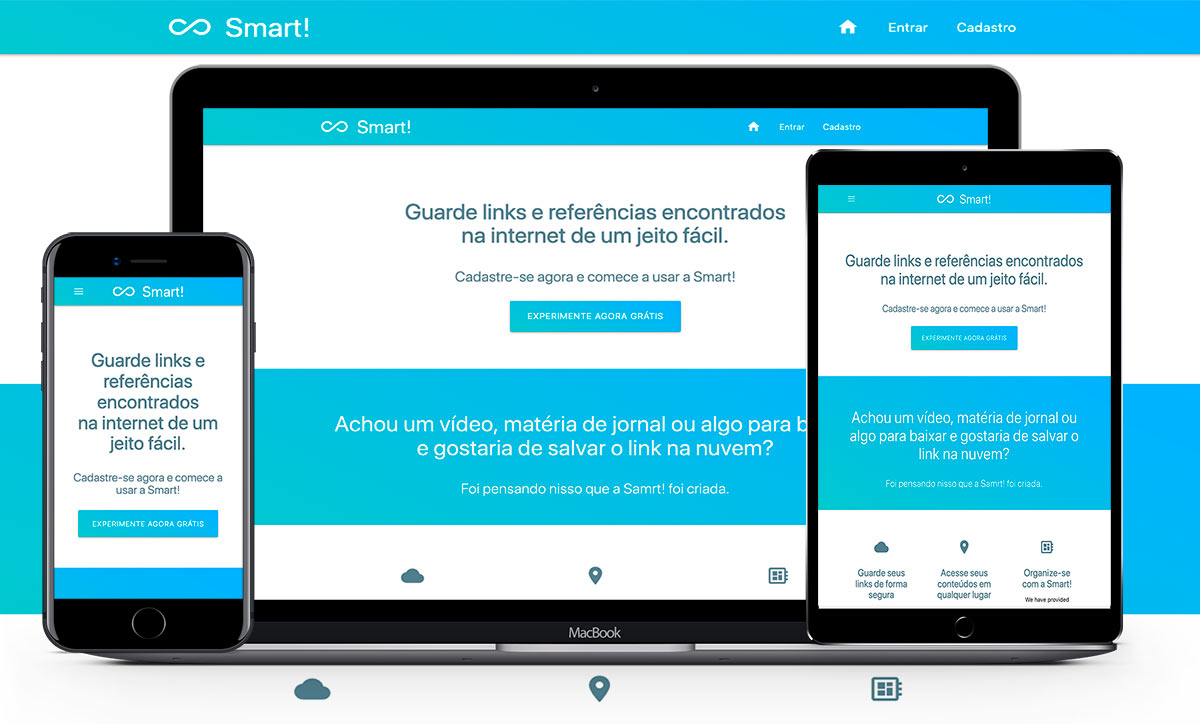 Smart!
Entrar
Cadastro
Smart!
Entrar
Cadastro
Guarde links e referências encontrados
na internet de um jeito fácil.
Cadastre-se agora e comece a usar a Smart!
EXPERIMENTE AGORA GRÁTIS
Achou um vídeo, matéria de jornal ou algo para b
e gostaria de salvar o link na nuvem?
Foi pensando nisso que a Samrt! foi criada.
MacBook
Smart!
Guarde links e
referências
encontrados
na internet de um
jeito fácil.
Cadastre-se agora e comece a
usar a Smart!
EXPERIMENTE AGORA GRÁTIS
Smart!
Guarde links e referências encontrados
na internet de um jeito fácil.
Cadastre-se agora e comece a usar a Smart!
EXPERIMENTE AGORA GRÁTIS
Achou um vídeo, matéria de jornal ou
algo para baixar e gostaria de salvar o
link na nuvem?
Foi pensando nisso que a Samrt! foi criada.
Guarde seus
links de forma
segura
Acesse seus
conteúdos em
qualquer lugar
Organize-se
com a Smart!
We have provided